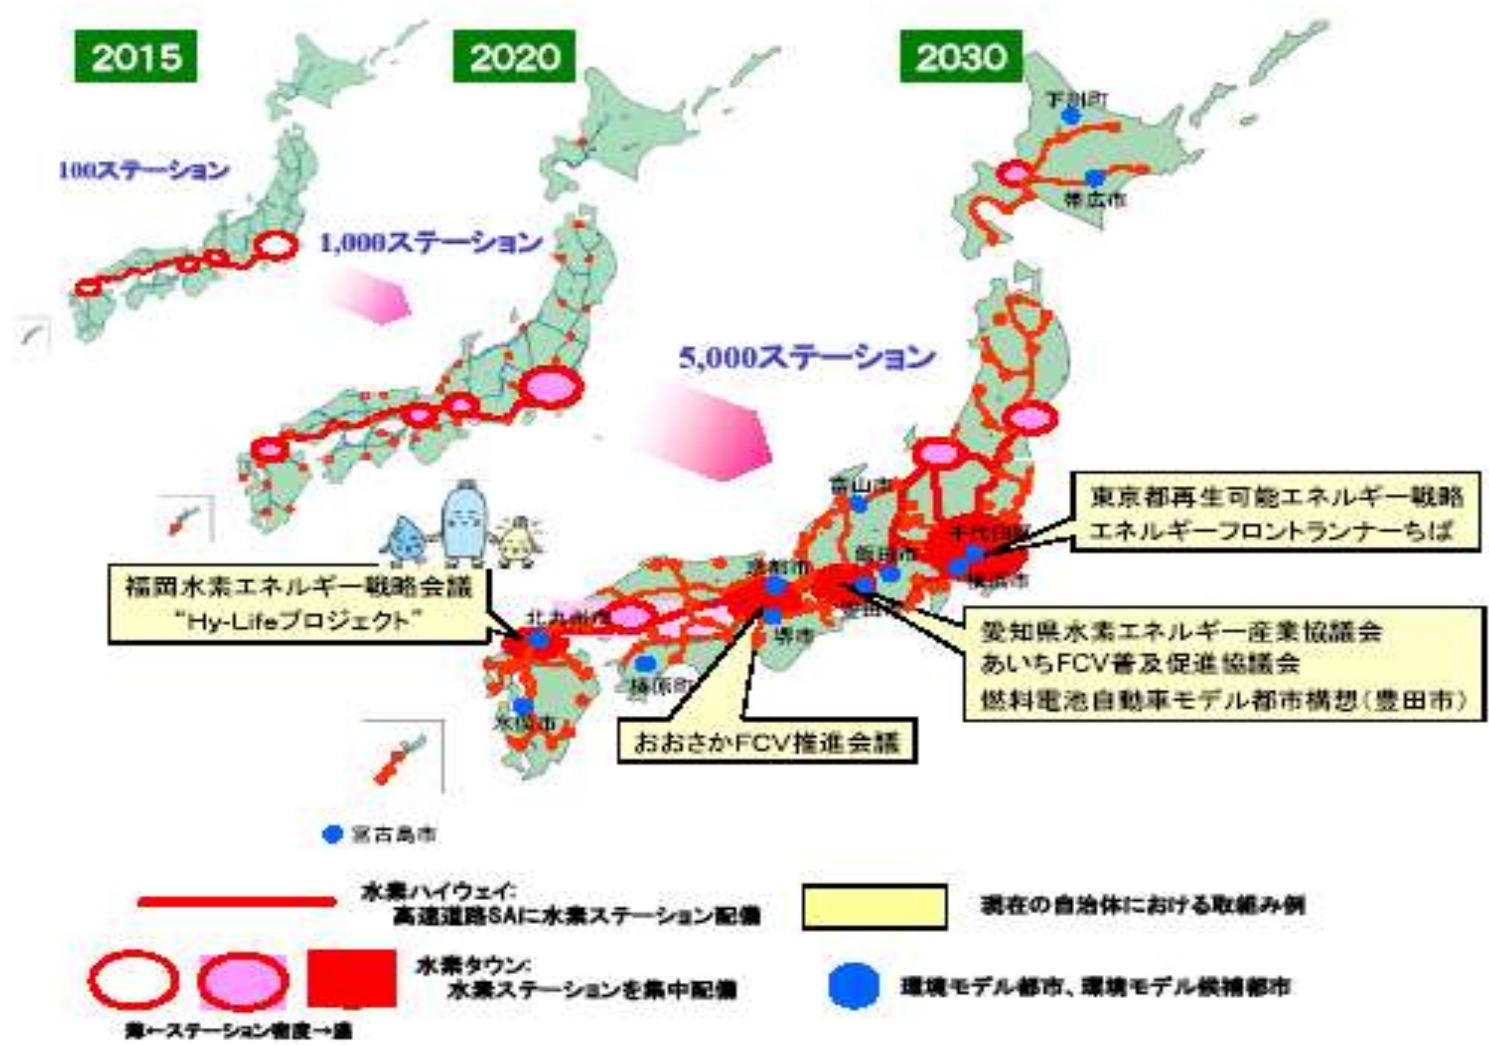 2015
2020
2030
100ステーション
1,000ステーション
5,000ステーション
下川町
帯広市
富山市
千代田区
飯田市
横浜市
京都市
豊田市
堺市
北九州市
梼原町
水俣市
宮古島市
東京都再生可能エネルギー戦略
エネルギーフロントランナーちば
福岡水素エネルギー戦略会議
“Hy-Lifeプロジェクト”
愛知県水素エネルギー産業協議会
あいちFCV普及促進協議会
燃料電池自動車モデル都市構想(豊田市)
おおさかFCV推進会議
水素ハイウェイ:
高速道路SAに水素ステーション配備
現在の自治体における取組み例
水素タウン:
水素ステーションを集中配備
環境モデル都市、環境モデル候補都市
薄←ステーション密度→濃